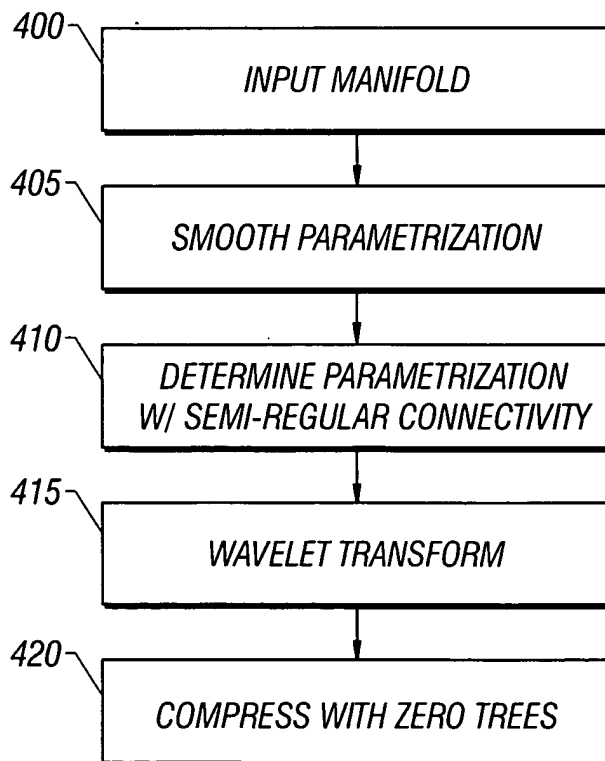 400
INPUT MANIFOLD
405
SMOOTH PARAMETRIZATION
410
DETERMINE PARAMETRIZATION
W/ SEMI-REGULAR CONNECTIVITY
415
WAVELET TRANSFORM
420
COMPRESS WITH ZERO TREES